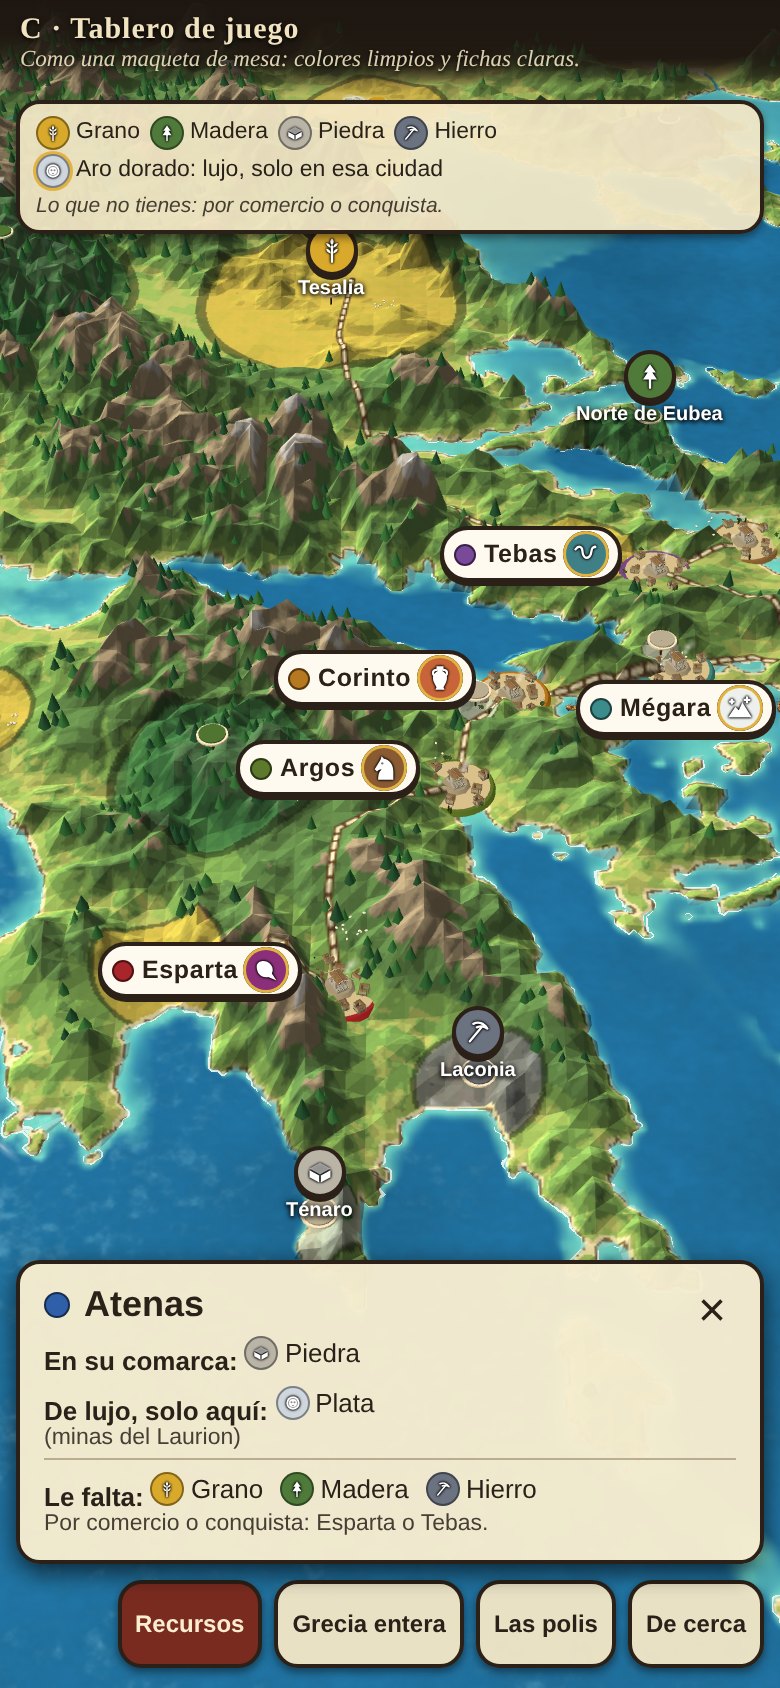 C · Tablero de juego
Como una maqueta de mesa: colores limpios y fichas claras.
Grano Madera Piedra Hierro
Aro dorado: lujo, solo en esa ciudad
Lo que no tienes: por comercio o conquista.
Tesalia
Norte de Eubea
Tebas
Corinto
Mégara
Argos
Esparta
Laconia
Ténaro
Atenas ×
En su comarca: Piedra
De lujo, solo aquí: Plata
(minas del Laurion)
Le falta: Grano Madera Hierro
Por comercio o conquista: Esparta o Tebas.
Recursos Grecia entera Las polis De cerca